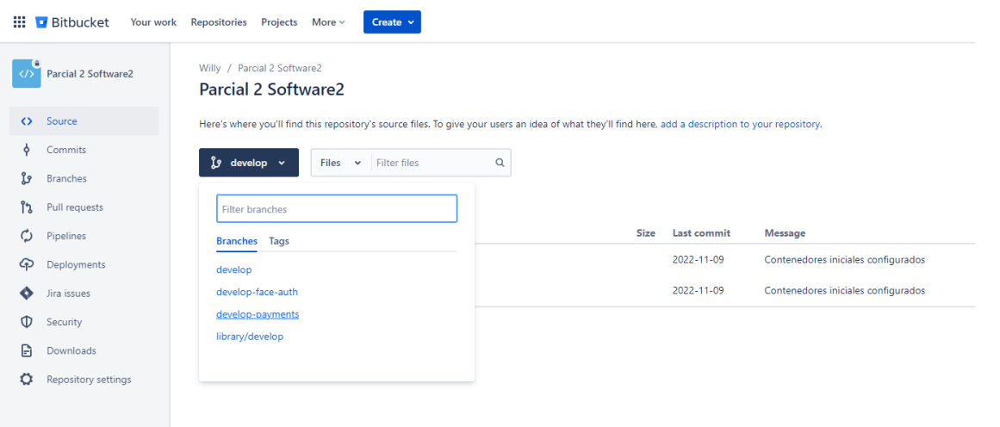 Bitbucket Your work Repositories Projects More Create
Parcial 2 Software2
Source
Commits
Branches
Pull requests
Pipelines
Deployments
Jira issues
Security
Downloads
Repository settings
Willy / Parcial 2 Software2
Parcial 2 Software2
Here's where you'll find this repository's source files. To give your users an idea of what they'll find here, add a description to your repository.
develop Files Filter files
Filter branches
Branches Tags
develop
develop-face-auth
develop-payments
library/develop
Size Last commit Message
2022-11-09 Contenedores iniciales configurados
2022-11-09 Contenedores iniciales configurados